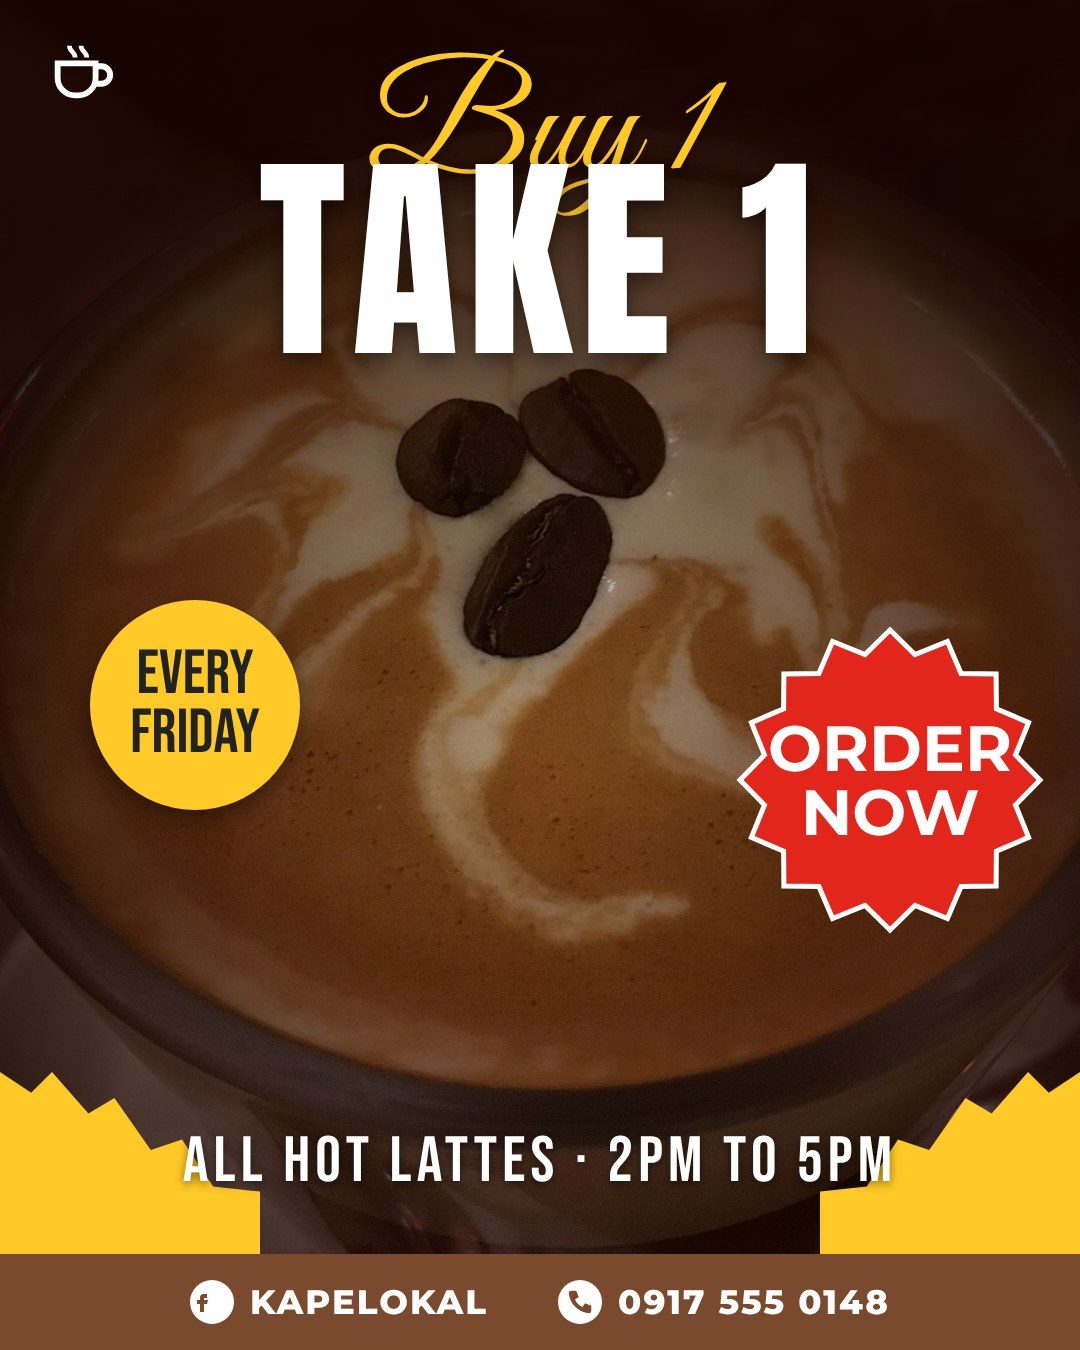 Buy 1
TAKE 1
EVERY
FRIDAY
ORDER
NOW
ALL HOT LATTES · 2PM TO 5PM
KAPELOKAL
0917 555 0148